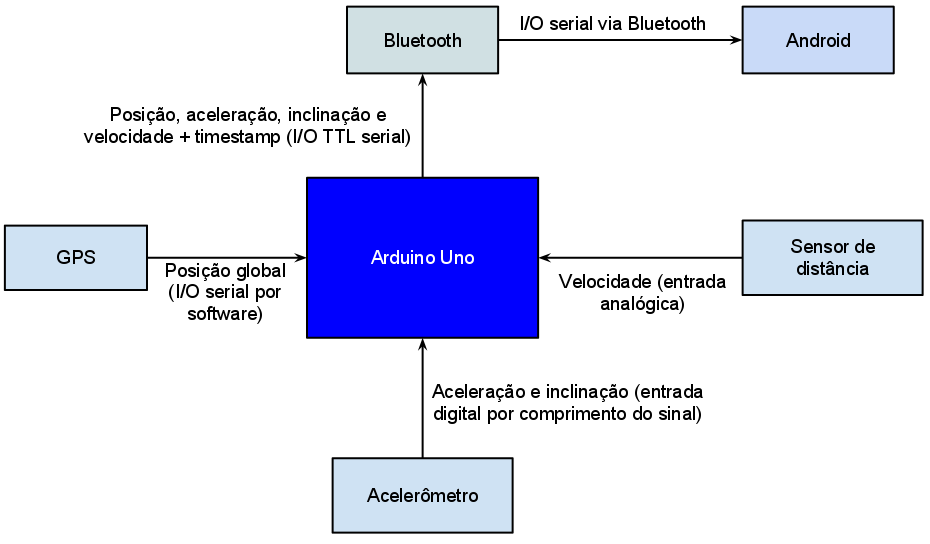 Bluetooth
I/O serial via Bluetooth
Android
Posição, aceleração, inclinação e
velocidade + timestamp (I/O TTL serial)
GPS
Posição global
(I/O serial por
software)
Arduino Uno
Velocidade (entrada
analógica)
Sensor de
distância
Aceleração e inclinação (entrada
digital por comprimento do sinal)
Acelerômetro